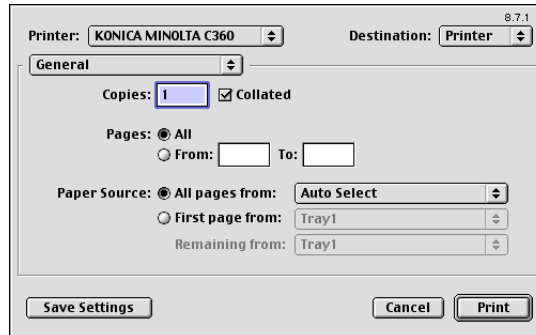 8.7.1
Printer: KONICA MINOLTA C360 Destination: Printer
General
Copies: 1 Collated
Pages: All
From: To:
Paper Source: All pages from: Auto Select
First page from: Tray1
Remaining from: Tray1
Save Settings Cancel Print